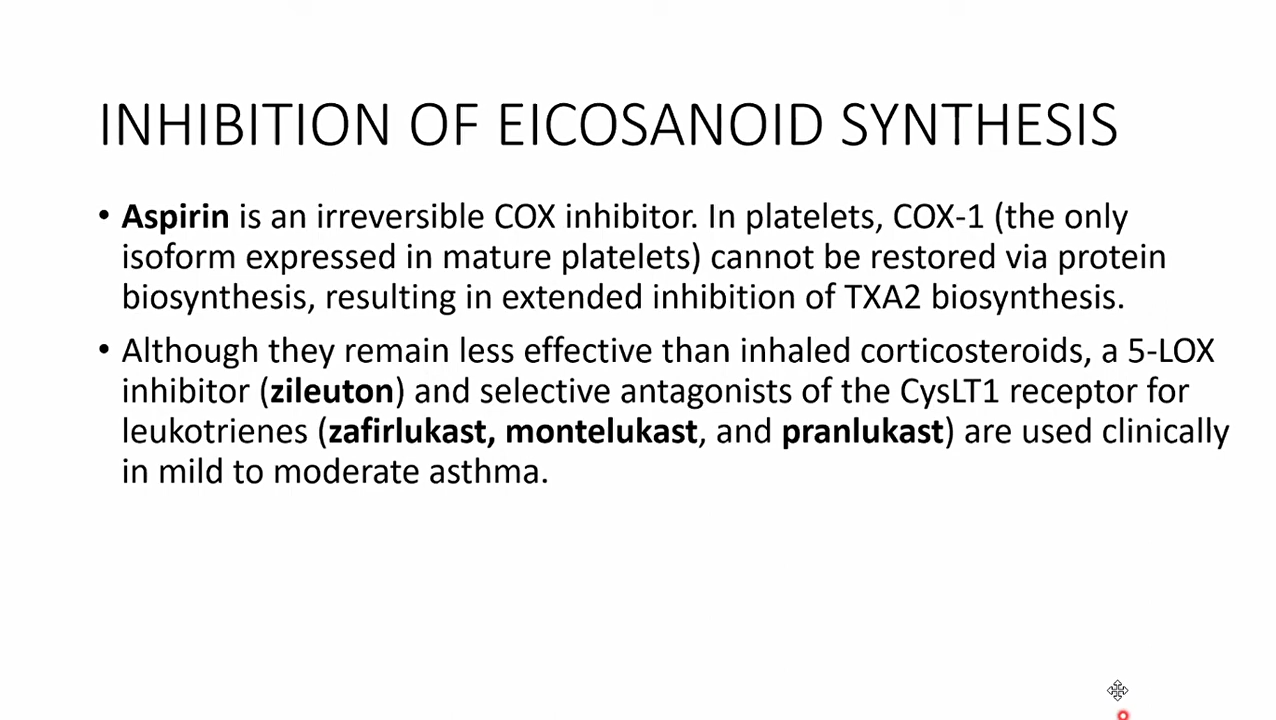 INHIBITION OF EICOSANOID SYNTHESIS
• Aspirin is an irreversible COX inhibitor. In platelets, COX-1 (the only
isoform expressed in mature platelets) cannot be restored via protein
biosynthesis, resulting in extended inhibition of TXA2 biosynthesis.
• Although they remain less effective than inhaled corticosteroids, a 5-LOX
inhibitor (zileuton) and selective antagonists of the CysLT1 receptor for
leukotrienes (zafirlukast, montelukast, and pranlukast) are used clinically
in mild to moderate asthma.